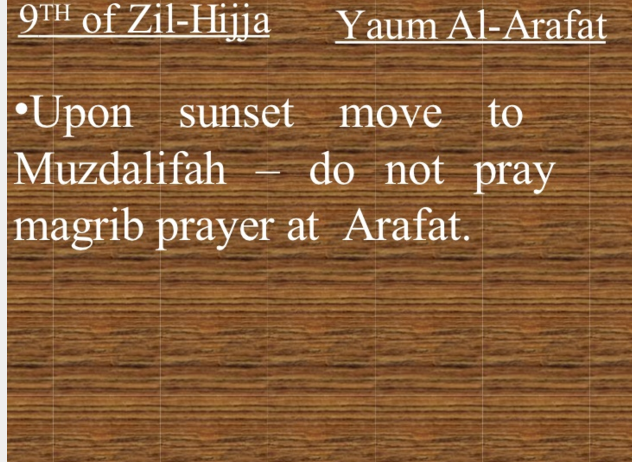 9TH of Zil-Hijja Yaum Al-Arafat
•Upon sunset move to
Muzdalifah – do not pray
magrib prayer at Arafat.